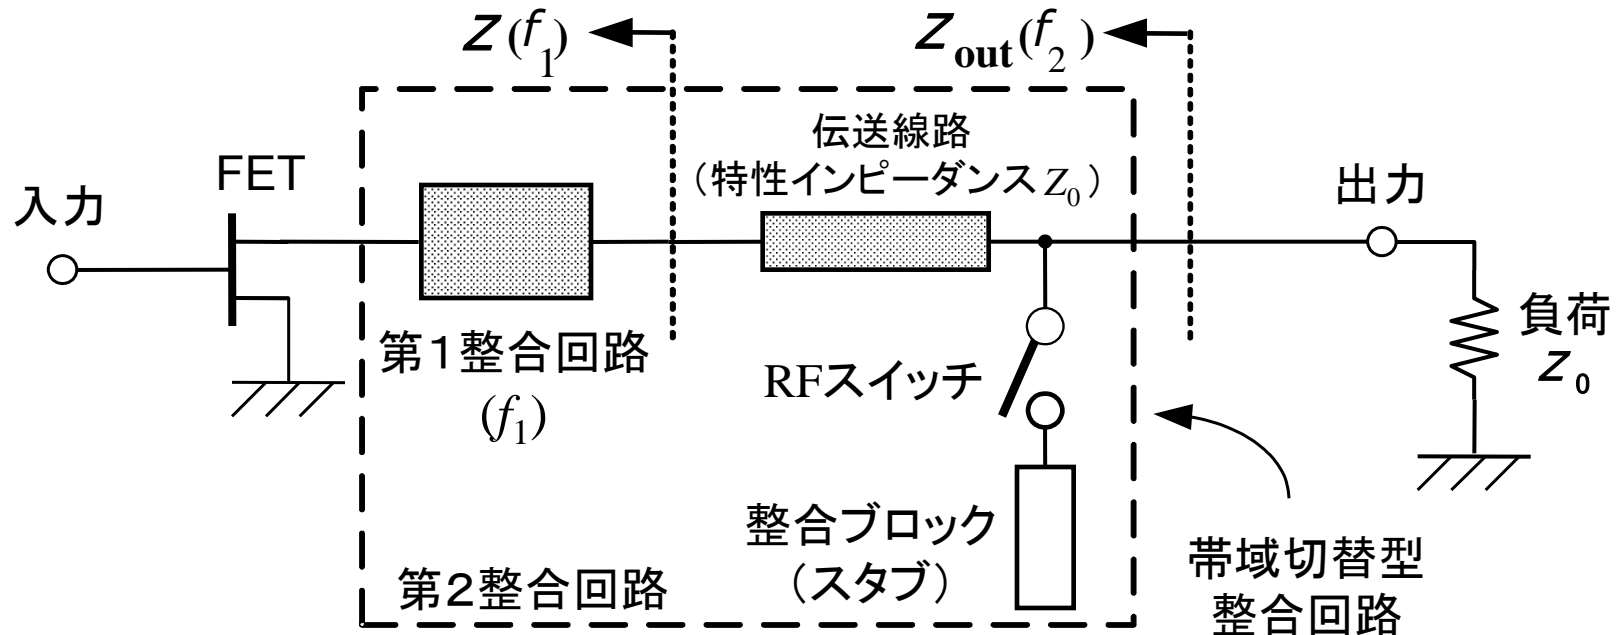 Z(f1)
Zout(f2)
伝送線路
(特性インピーダンスZ0)
FET
入力
出力
第1整合回路
(f1)
RFスイッチ
負荷
Z0
整合ブロック
(スタブ)
第2整合回路
帯域切替型
整合回路